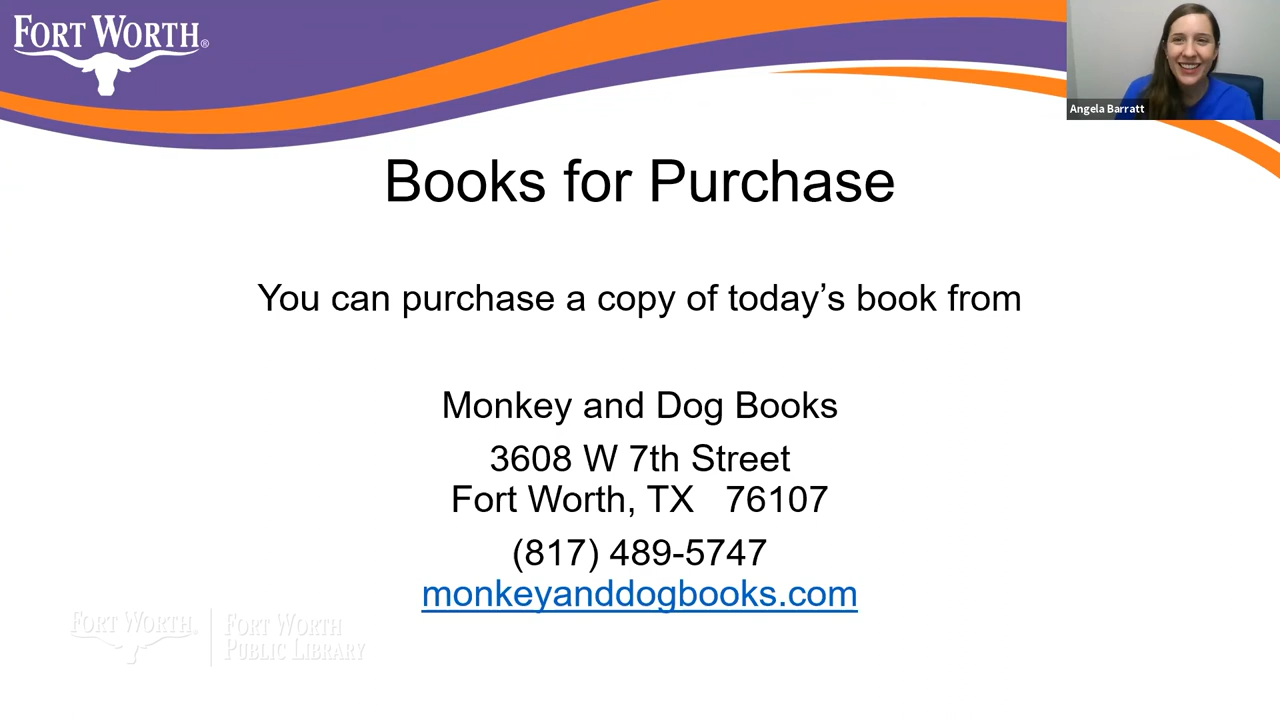 FORT WORTH®
Angela Barratt
Books for Purchase
You can purchase a copy of today’s book from
Monkey and Dog Books
3608 W 7th Street
Fort Worth, TX 76107
(817) 489-5747
monkeyanddogbooks.com
FORT WORTH®
FORT WORTH
PUBLIC LIBRARY